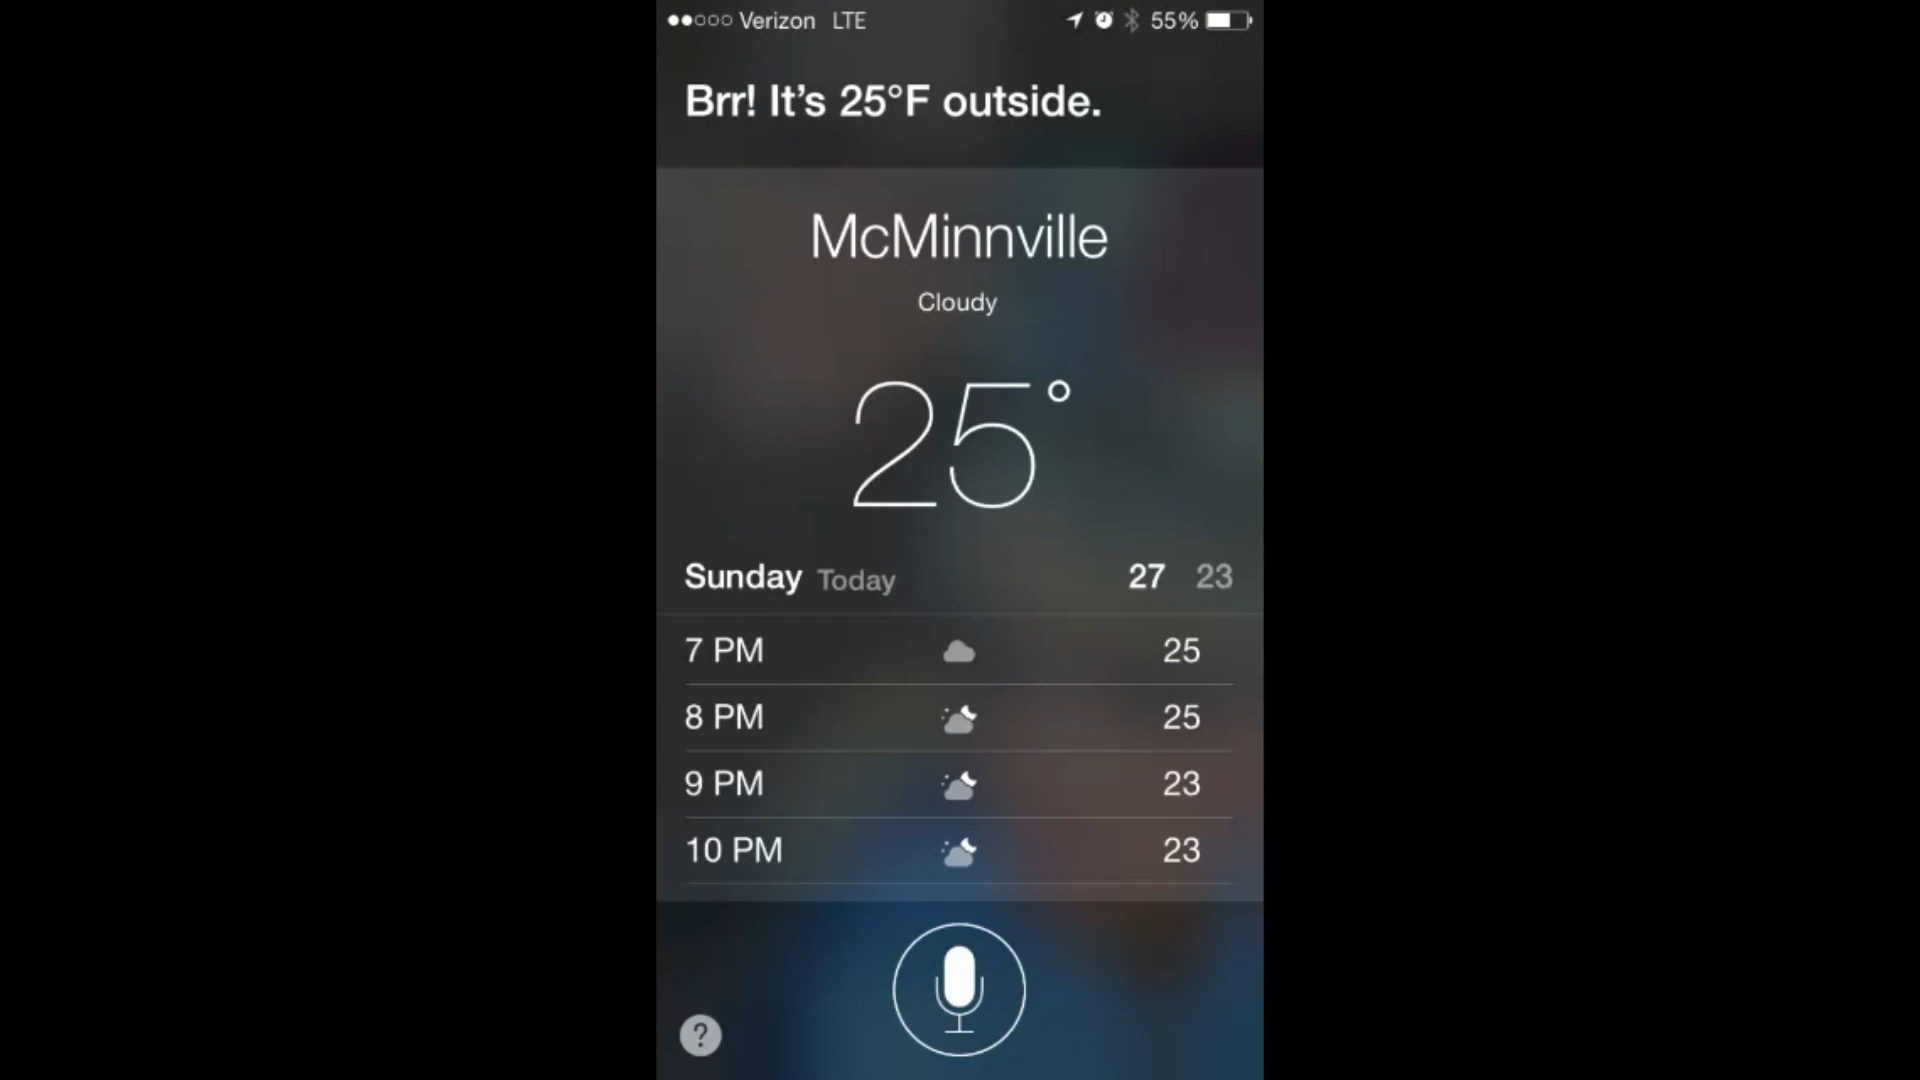 Verizon LTE 55%
Brr! It's 25°F outside.
McMinnville
Cloudy
25°
Sunday Today 27 23
7 PM 25
8 PM 25
9 PM 23
10 PM 23
?